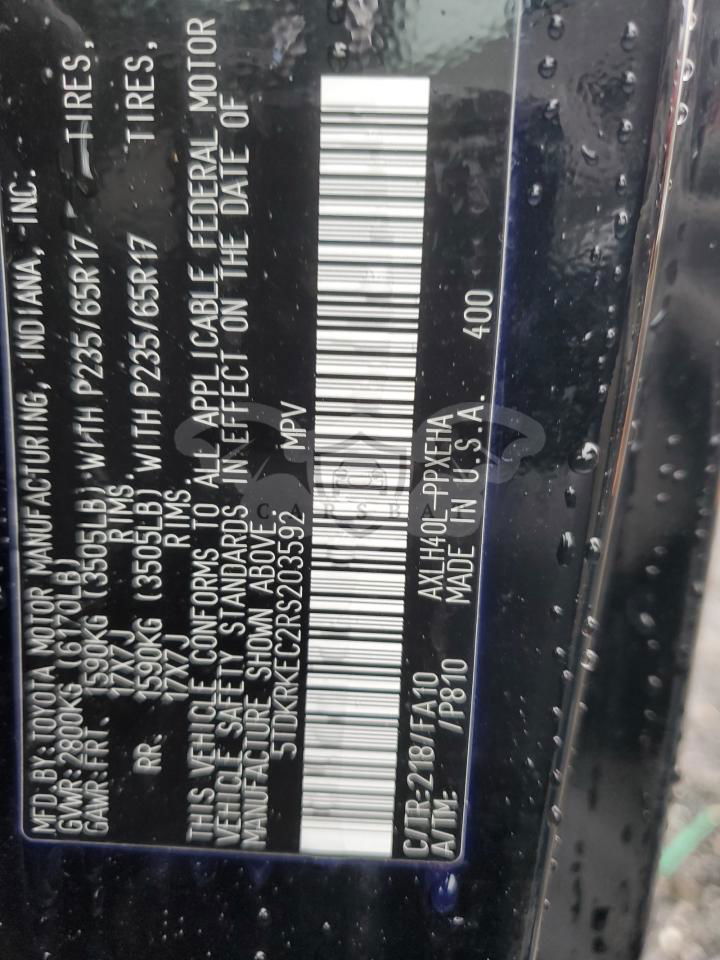 MFD.BY:TOYOTA MOTOR MANUFACTURING, INDIANA, INC.
GVWR:2800KG (6170LB)
GAWR:FRT. 1590KG (3505LB) WITH P235/65R17 TIRES,
17X7J RIMS.
RR: 1590KG (3505LB) WITH P235/65R17 TIRES,
17X7J RIMS
THIS VEHICLE CONFORMS TO ALL APPLICABLE FEDERAL MOTOR
VEHICLE SAFETY STANDARDS IN EFFECT ON THE DATE OF
MANUFACTURE SHOWN ABOVE.
5TDKRKEC2RS203592 MPV
C/TR:218/FA10 AXLH40L-PPXEHA
A/TM: /P810 MADE IN U.S.A. 400